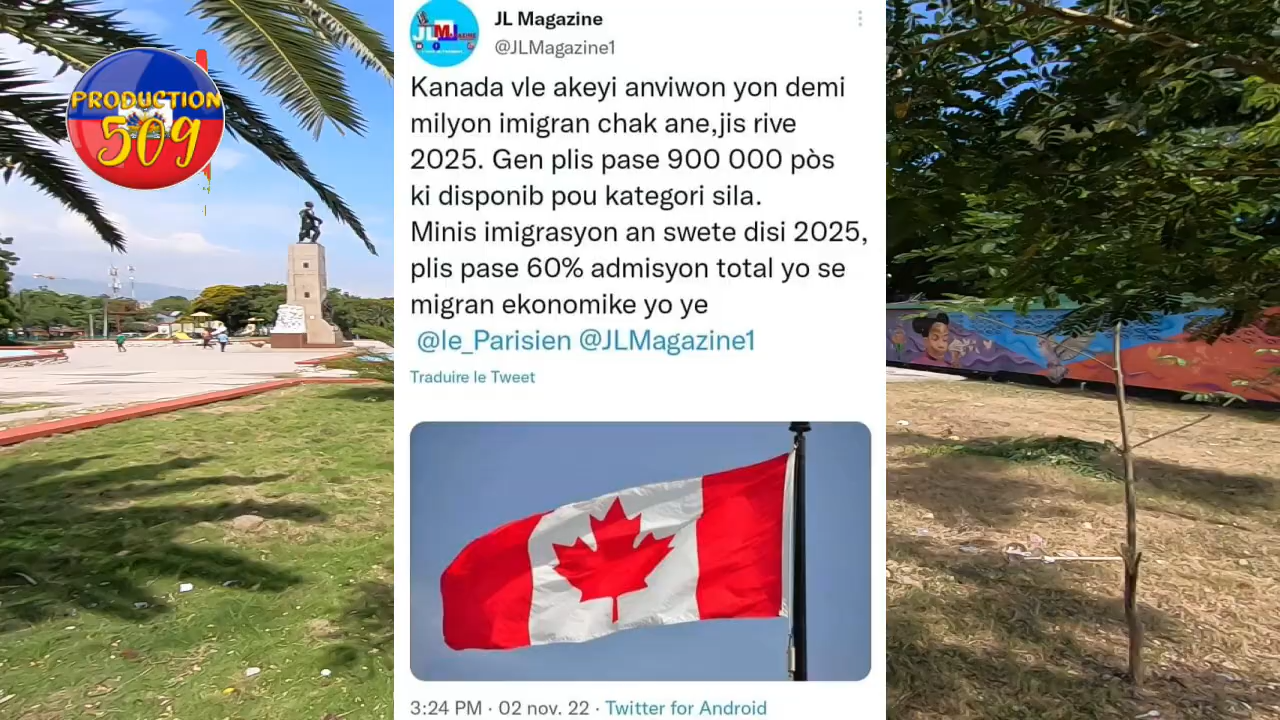 PRODUCTION
509
JLM
JL Magazine
@JLMagazine1
Kanada vle akeyi anviwon yon demi
milyon imigran chak ane,jis rive
2025. Gen plis pase 900 000 pòs
ki disponib pou kategori sila.
Minis imigrasyon an swete disi 2025,
plis pase 60% admisyon total yo se
migran ekonomike yo ye
@le_Parisien @JLMagazine1
Traduire le Tweet
3:24 PM · 02 nov. 22 · Twitter for Android